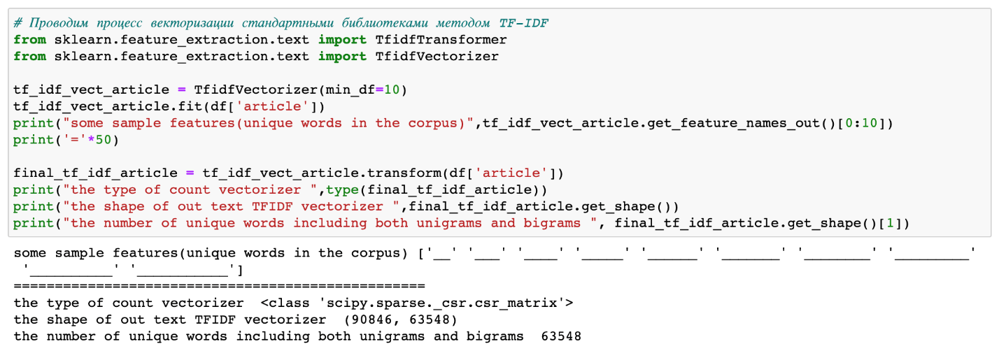 # Проводим процесс векторизации стандартными библиотеками методом TF-IDF
from sklearn.feature_extraction.text import TfidfTransformer
from sklearn.feature_extraction.text import TfidfVectorizer
tf_idf_vect_article = TfidfVectorizer(min_df=10)
tf_idf_vect_article.fit(df['article'])
print("some sample features(unique words in the corpus)",tf_idf_vect_article.get_feature_names_out()[0:10])
print('='*50)
final_tf_idf_article = tf_idf_vect_article.transform(df['article'])
print("the type of count vectorizer ",type(final_tf_idf_article))
print("the shape of out text TFIDF vectorizer ",final_tf_idf_article.get_shape())
print("the number of unique words including both unigrams and bigrams ", final_tf_idf_article.get_shape()[1])
some sample features(unique words in the corpus) ['__' '___' '____' '_____' '______' '_______' '________' '_________'
 '__________' '___________']
==================================================
the type of count vectorizer  <class 'scipy.sparse._csr.csr_matrix'>
the shape of out text TFIDF vectorizer  (90846, 63548)
the number of unique words including both unigrams and bigrams  63548